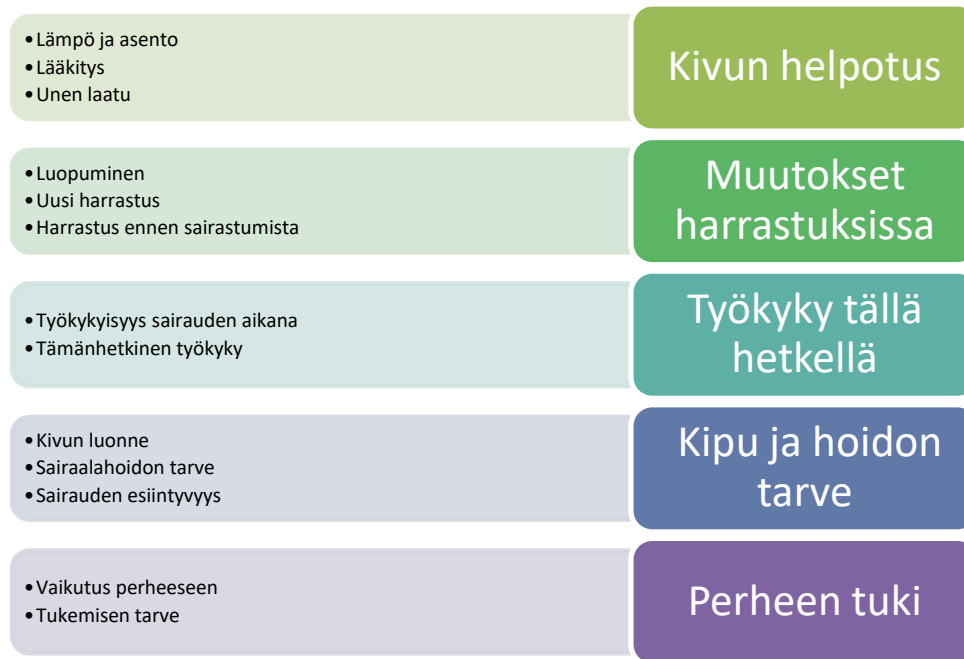 •Lämpö ja asento
•Lääkitys
•Unen laatu
Kivun helpotus
•Luopuminen
•Uusi harrastus
•Harrastus ennen sairastumista
Muutokset
harrastuksissa
•Työkykyisyys sairauden aikana
•Tämänhetkinen työkyky
Työkyky tällä
hetkellä
•Kivun luonne
•Sairaalahoidon tarve
•Sairauden esiintyvyys
Kipu ja hoidon
tarve
•Vaikutus perheeseen
•Tukemisen tarve
Perheen tuki